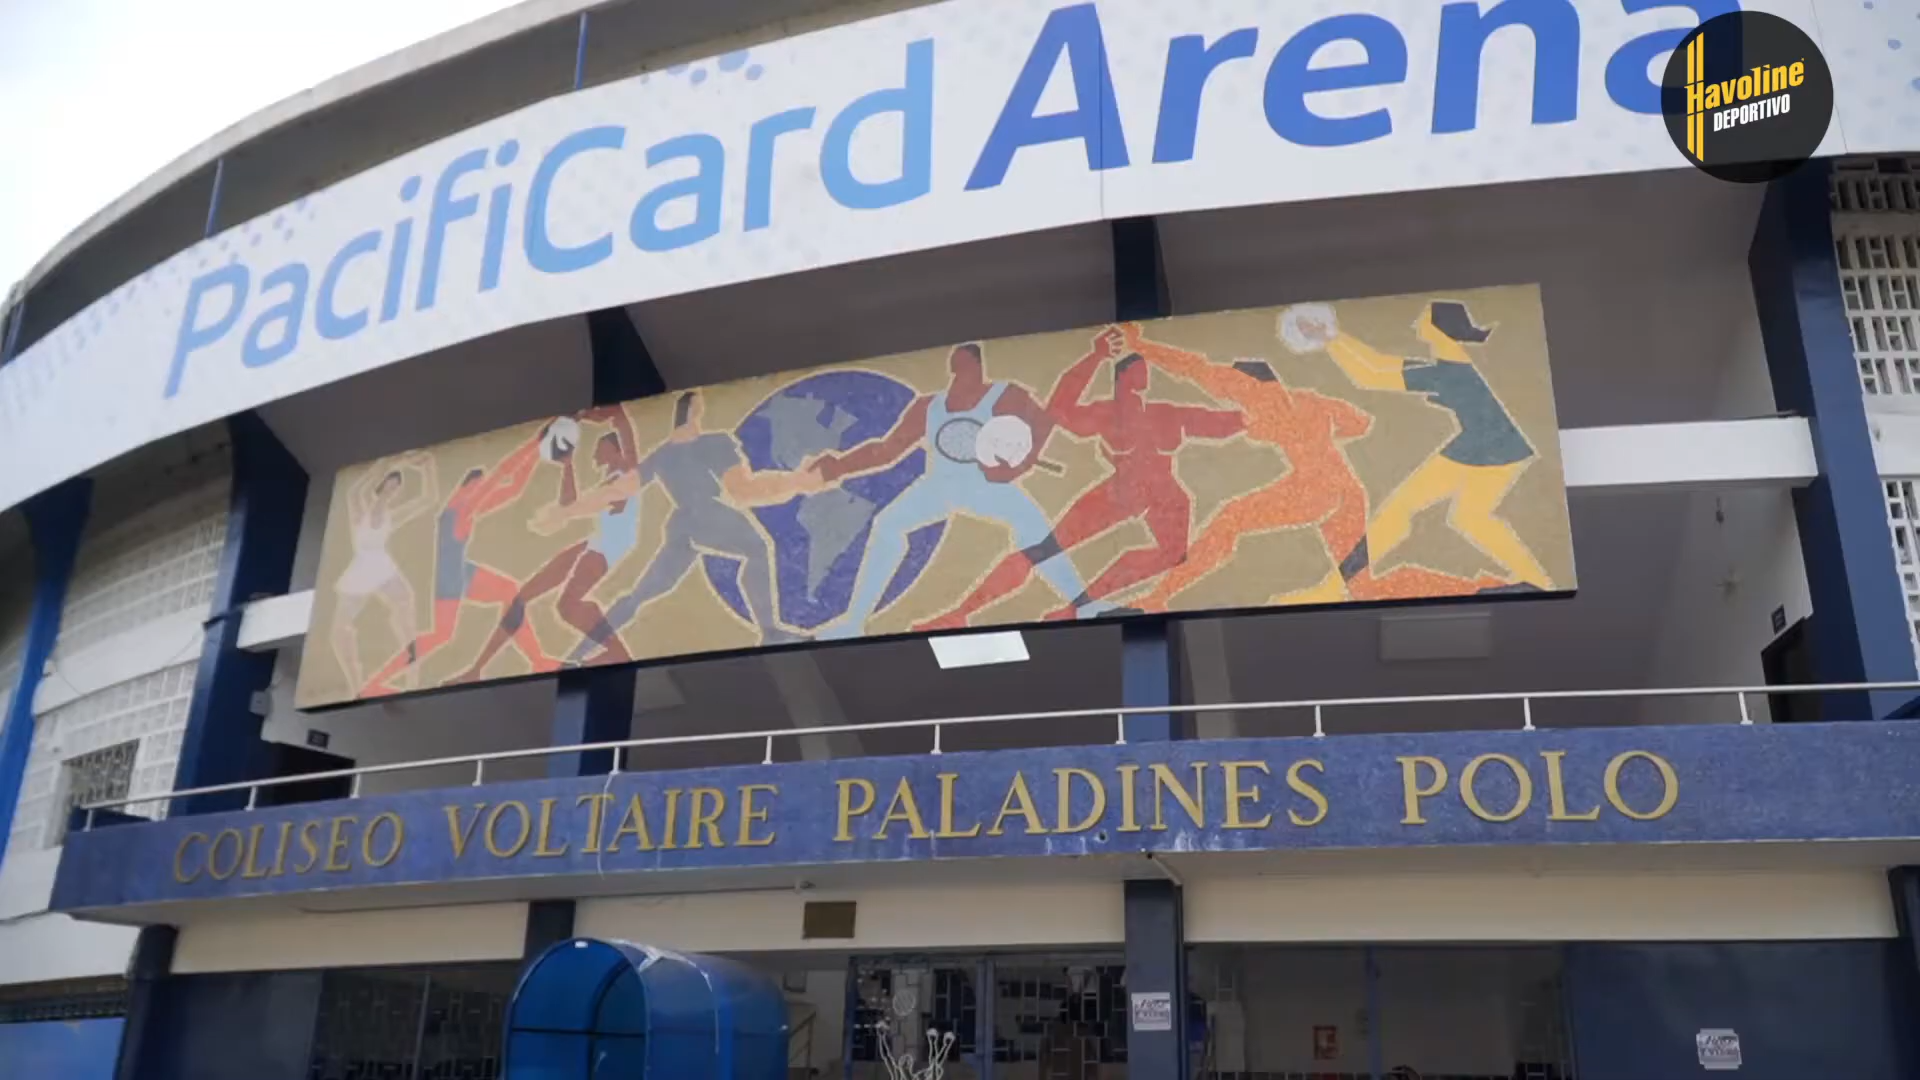 PacifiCard Arena
Havoline
DEPORTIVO
COLISEO VOLTAIRE PALADINES POLO